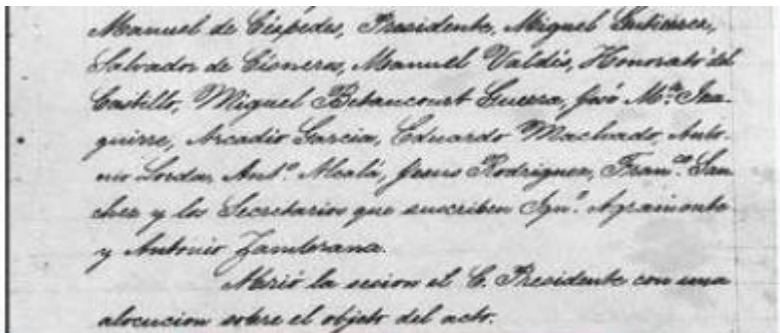 Manuel de Céspedes, Presidente, Miguel Gutierrez,
Salvador de Cisneros, Manuel Valdés, Honorato del
Castillo, Miguel Betancourt Guerra, José Mª. Iza-
guirre, Arcadio Garcia, Eduardo Machado, Anto-
nio Lorda, Antº. Alcalá, Jesus Rodriguez, Franco. San
chez y los Secretarios que suscriben Ignº. Agramonte
y Antonio Zambrana.
Abrió la sesion el C. Presidente con una
alocucion sobre el objeto del acto.